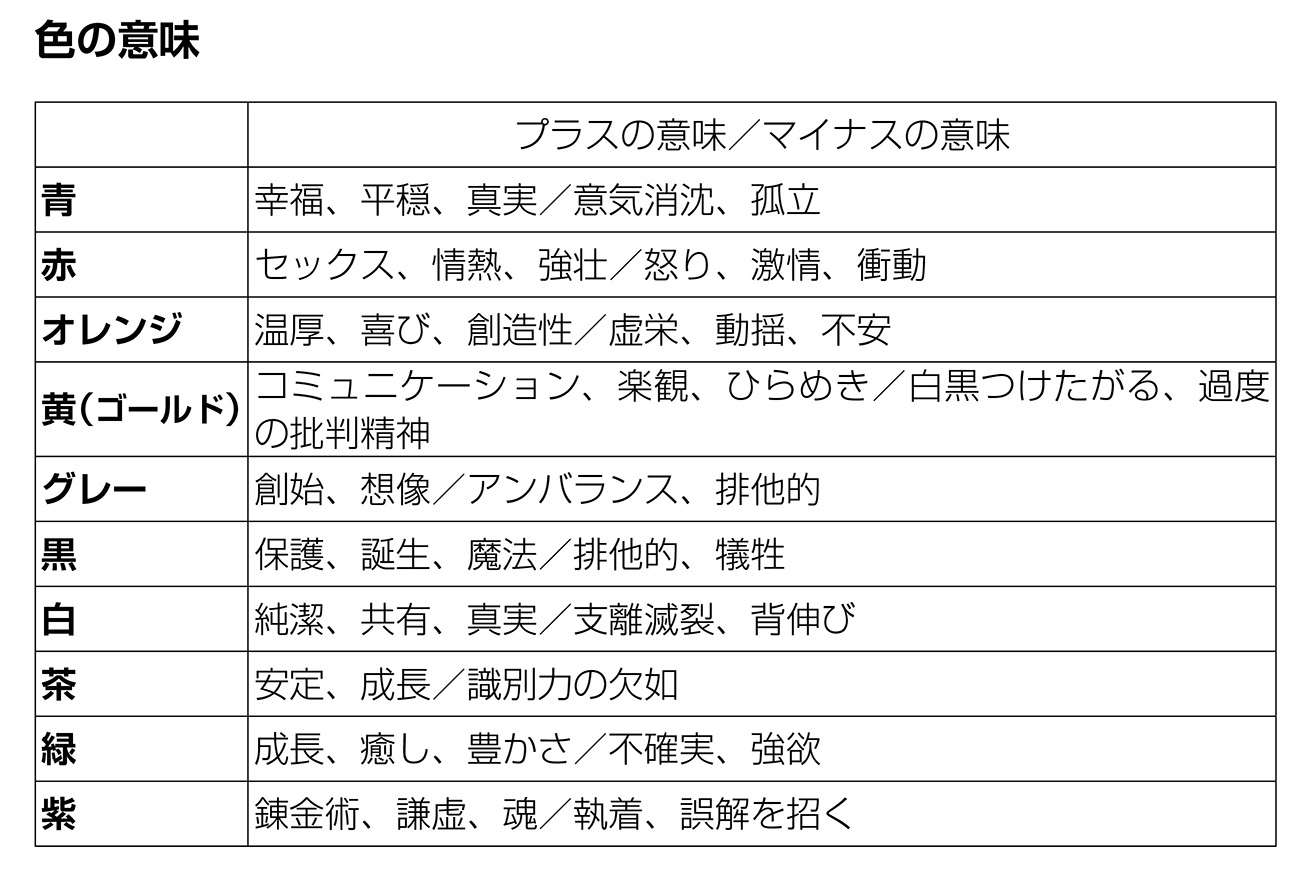 色の意味
プラスの意味／マイナスの意味
青 幸福、平穏、真実／意気消沈、孤立
赤 セックス、情熱、強壮／怒り、激情、衝動
オレンジ 温厚、喜び、創造性／虚栄、動揺、不安
黄（ゴールド） コミュニケーション、楽観、ひらめき／白黒つけたがる、過度
の批判精神
グレー 創始、想像／アンバランス、排他的
黒 保護、誕生、魔法／排他的、犠牲
白 純潔、共有、真実／支離滅裂、背伸び
茶 安定、成長／識別力の欠如
緑 成長、癒し、豊かさ／不確実、強欲
紫 錬金術、謙虚、魂／執着、誤解を招く